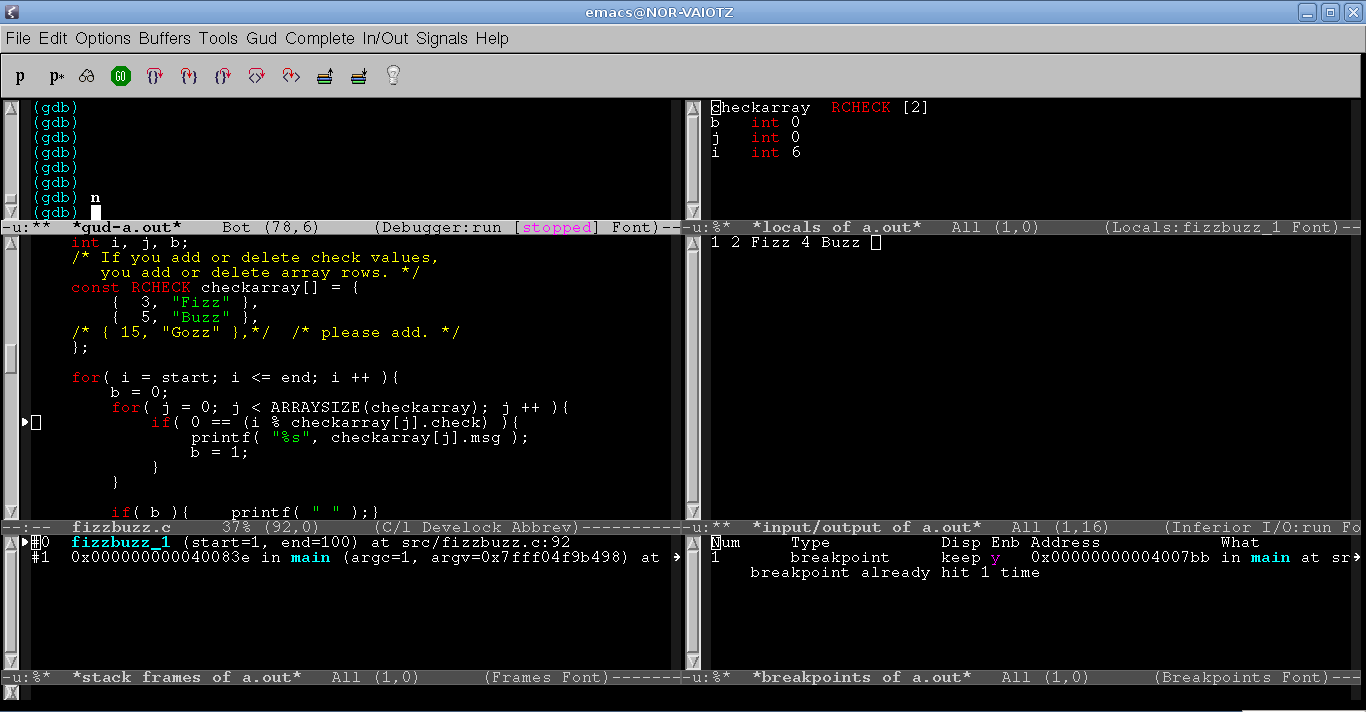 emacs@NOR-VAIOTZ
File Edit Options Buffers Tools Gud Complete In/Out Signals Help
p p* GO
(gdb)
(gdb)
(gdb)
(gdb)
(gdb)
(gdb)
(gdb) n
(gdb)
-u:** *gud-a.out* Bot (78,6) (Debugger:run [stopped] Font)--
int i, j, b;
/* If you add or delete check values,
you add or delete array rows. */
const RCHECK checkarray[] = {
{ 3, "Fizz" },
{ 5, "Buzz" },
/* { 15, "Gozz" },*/ /* please add. */
};
for( i = start; i <= end; i ++ ){
b = 0;
for( j = 0; j < ARRAYSIZE(checkarray); j ++ ){
if( 0 == (i % checkarray[j].check) ){
printf( "%s", checkarray[j].msg );
b = 1;
}
}
if( b ){ printf( " " );}
--:-- fizzbuzz.c 37% (92,0) (C/l Develock Abbrev)----------
#0 fizzbuzz_1 (start=1, end=100) at src/fizzbuzz.c:92
#1 0x000000000040083e in main (argc=1, argv=0x7fff04f9b498) at
-u:%* *stack frames of a.out* All (1,0) (Frames Font)-------
checkarray RCHECK [2]
b int 0
j int 0
i int 6
-u:%* *locals of a.out* All (1,0) (Locals:fizzbuzz_1 Font)--
1 2 Fizz 4 Buzz
-u:** *input/output of a.out* All (1,16) (Inferior I/O:run Fo
Num Type Disp Enb Address What
1 breakpoint keep y 0x00000000004007bb in main at sr
breakpoint already hit 1 time
-u:%* *breakpoints of a.out* All (1,0) (Breakpoints Font)---